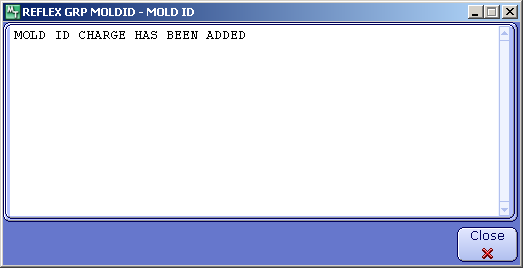 REFLEX GRP MOLDID - MOLD ID
MOLD ID CHARGE HAS BEEN ADDED
Close